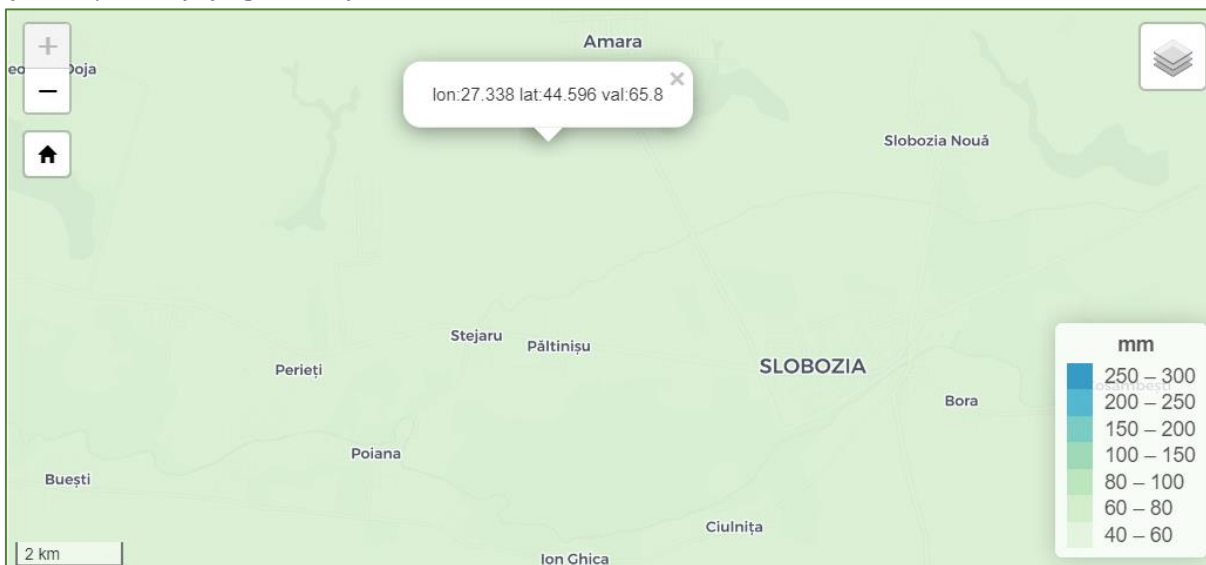 Amara
+
Doja
−
lon:27.338 lat:44.596 val:65.8 ×
Slobozia Nouă
Stejaru
Păltinișu
Perieți
SLOBOZIA
Bora
Poiana
Buești
Ciulnița
Ion Ghica
2 km
mm
250 – 300
200 – 250
150 – 200
100 – 150
80 – 100
60 – 80
40 – 60